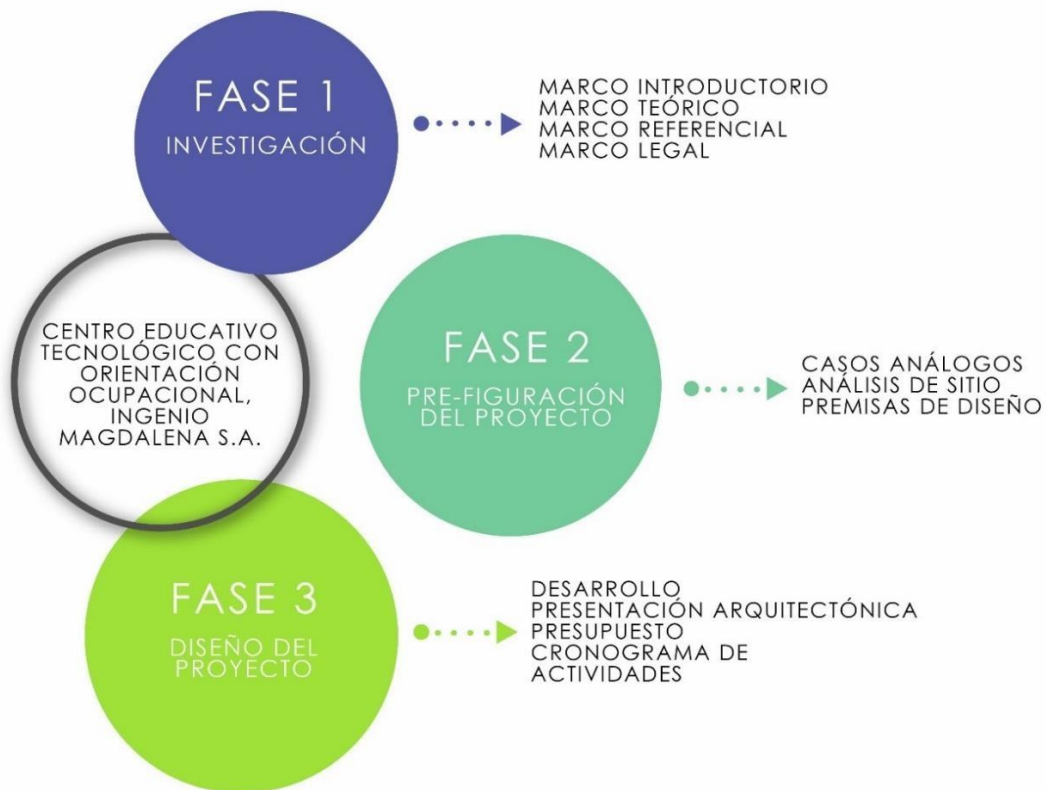 FASE 1
INVESTIGACIÓN
MARCO INTRODUCTORIO
MARCO TEÓRICO
MARCO REFERENCIAL
MARCO LEGAL
CENTRO EDUCATIVO
TECNOLÓGICO CON
ORIENTACIÓN
OCUPACIONAL,
INGENIO
MAGDALENA S.A.
FASE 2
PRE-FIGURACIÓN
DEL PROYECTO
CASOS ANÁLOGOS
ANÁLISIS DE SITIO
PREMISAS DE DISEÑO
FASE 3
DISEÑO DEL
PROYECTO
DESARROLLO
PRESENTACIÓN ARQUITECTÓNICA
PRESUPUESTO
CRONOGRAMA DE
ACTIVIDADES